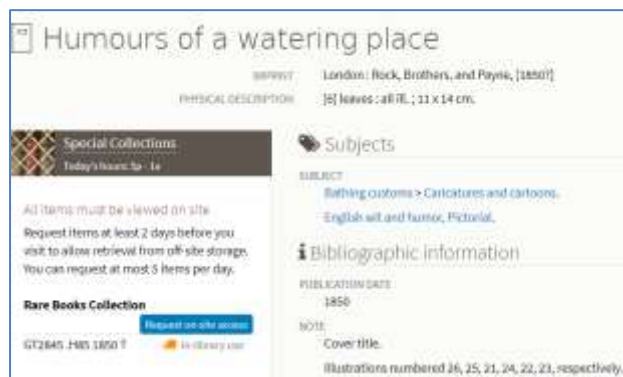 Humours of a watering place
IMPRINT London : Rock, Brothers, and Payne, [1850?]
PHYSICAL DESCRIPTION [6] leaves : all ill. ; 11 x 14 cm.
Special Collections
Today's hours:
All items must be viewed on site
Request items at least 2 days before you
visit to allow retrieval from off-site storage.
You can request at most 5 items per day.
Rare Books Collection
Request on-site access
GT2845 .H85 1850 T In-library use
Subjects
SUBJECT
Bathing customs > Caricatures and cartoons.
English wit and humor, Pictorial.
Bibliographic information
PUBLICATION DATE
1850
NOTE
Cover title.
Illustrations numbered 26, 25, 21, 24, 22, 23, respectively.